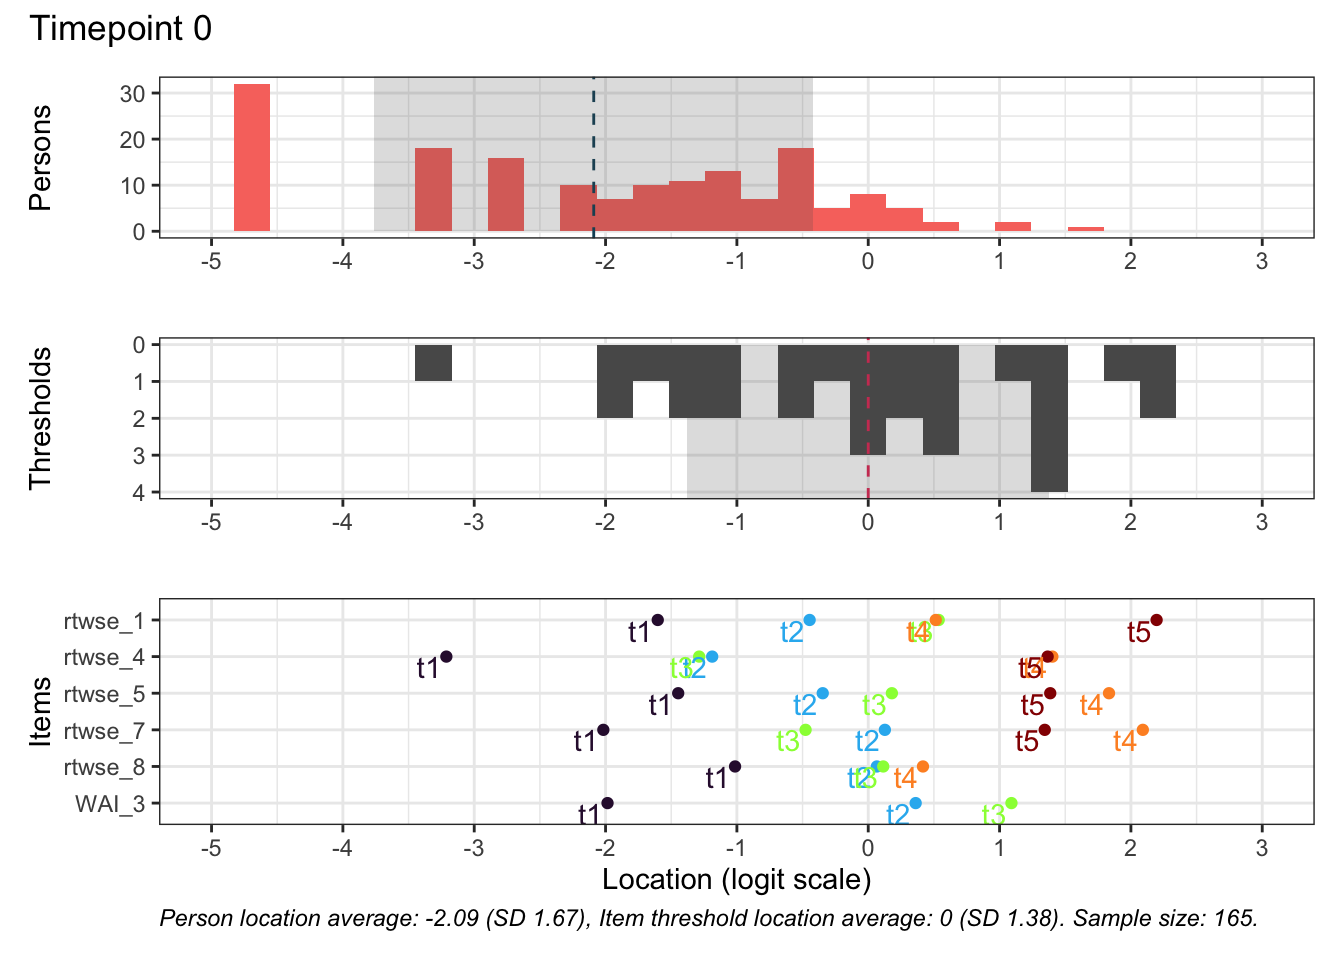 Timepoint 0
Persons
30
20
10
0
-5 -4 -3 -2 -1 0 1 2 3
Thresholds
0
1
2
3
4
-5 -4 -3 -2 -1 0 1 2 3
Items
rtwse_1 t1 t2 t3 t4 t5
rtwse_4 t1 t3 t2 t5 t4
rtwse_5 t1 t2 t3 t5 t4
rtwse_7 t1 t3 t2 t5 t4
rtwse_8 t1 t2 t3 t4
WAI_3 t1 t2 t3
-5 -4 -3 -2 -1 0 1 2 3
Location (logit scale)
Person location average: -2.09 (SD 1.67), Item threshold location average: 0 (SD 1.38). Sample size: 165.